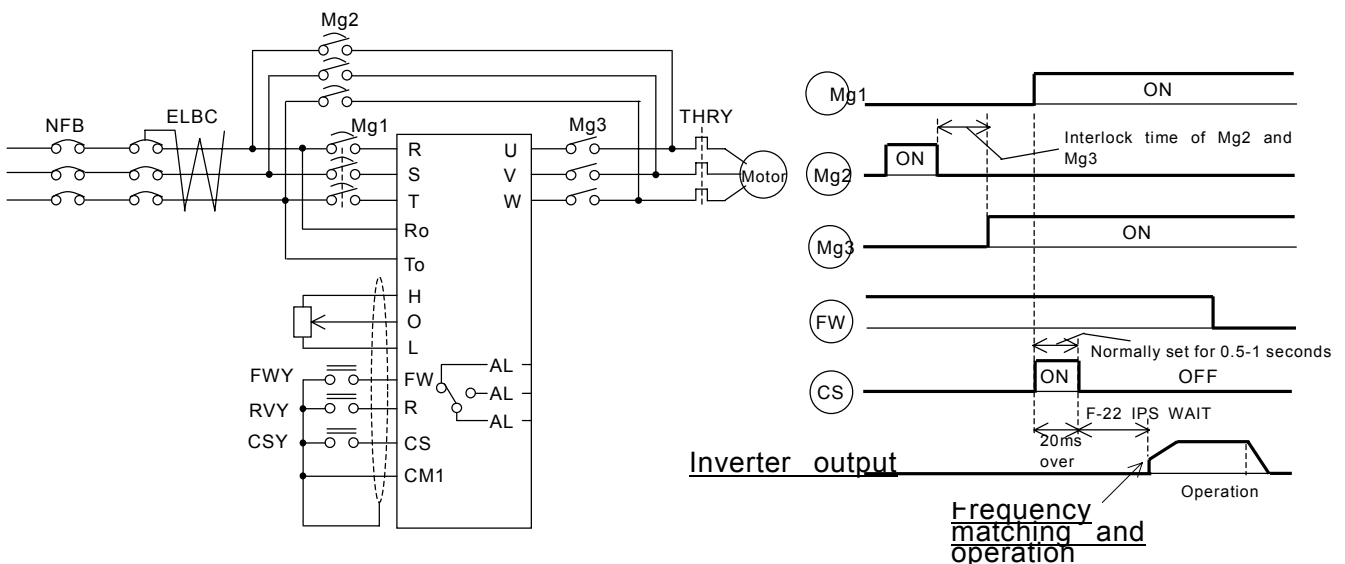 Mg2
NFB
ELBC
Mg1
Mg3
THRY
R
S
T
Ro
To
H
O
L
FW
R
CS
CM1
U
V
W
Motor
FWY
RVY
CSY
AL
AL
AL
Mg1
ON
Interlock time of Mg2 and
Mg3
Mg2
ON
Mg3
ON
FW
Normally set for 0.5-1 seconds
CS
ON
OFF
F-22 IPS WAIT
20ms
over
Inverter output
Operation
Frequency
matching and
operation